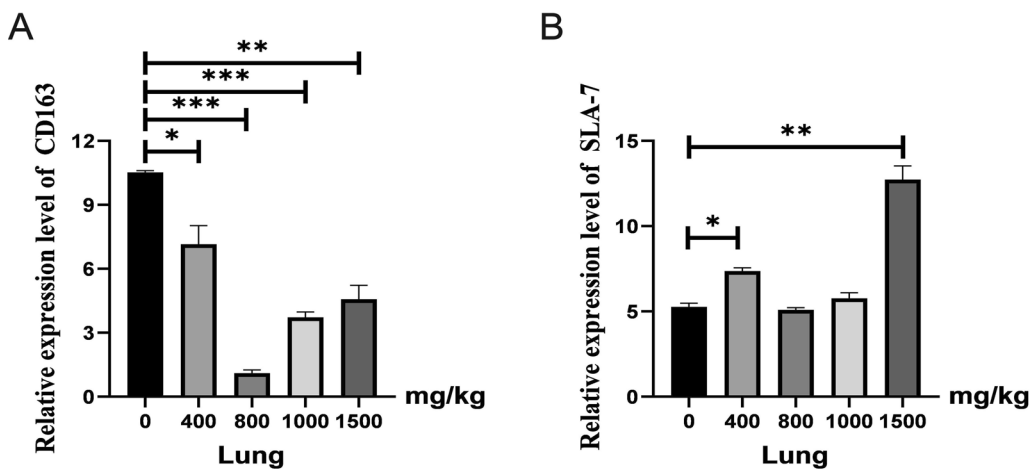 A
Relative expression level of CD163
**
***
***
*
12
9
6
3
0
0 400 800 1000 1500
mg/kg
Lung
B
Relative expression level of SLA-7
**
*
15
10
5
0
0 400 800 1000 1500
mg/kg
Lung